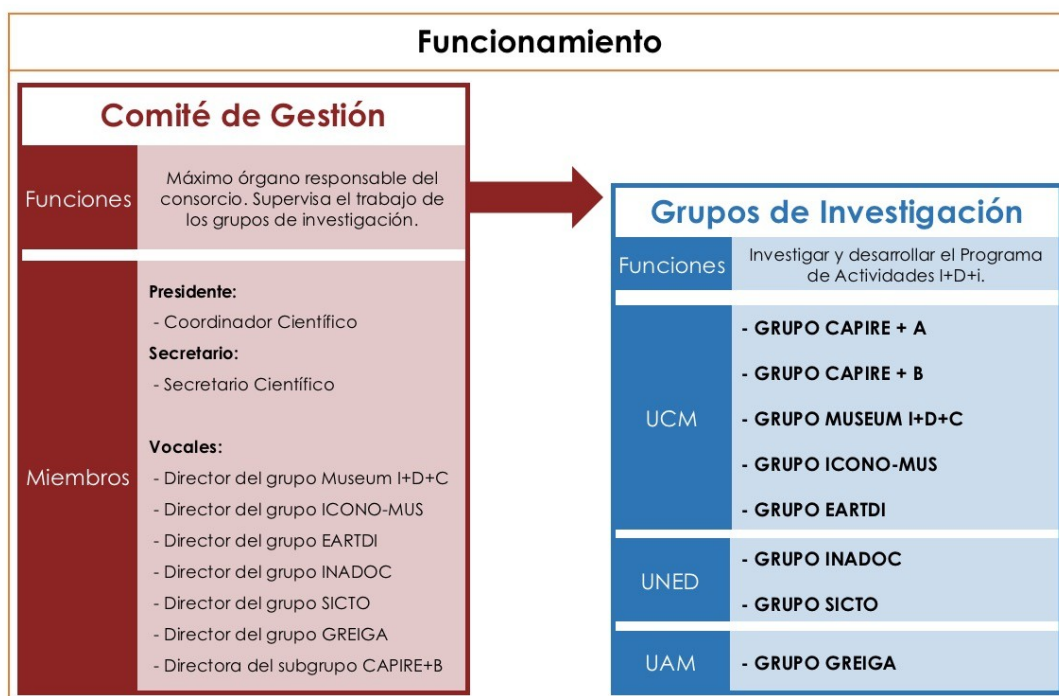 Funcionamiento
Comité de Gestión
Funciones
Máximo órgano responsable del
consorcio. Supervisa el trabajo de
los grupos de investigación.
Miembros
Presidente:
- Coordinador Científico
Secretario:
- Secretario Científico
Vocales:
- Director del grupo Museum I+D+C
- Director del grupo ICONO-MUS
- Director del grupo EARTDI
- Director del grupo INADOC
- Director del grupo SICTO
- Director del grupo GREIGA
- Directora del subgrupo CAPIRE+B
Grupos de Investigación
Funciones
Investigar y desarrollar el Programa
de Actividades I+D+i.
UCM
- GRUPO CAPIRE + A
- GRUPO CAPIRE + B
- GRUPO MUSEUM I+D+C
- GRUPO ICONO-MUS
- GRUPO EARTDI
UNED
- GRUPO INADOC
- GRUPO SICTO
UAM
- GRUPO GREIGA